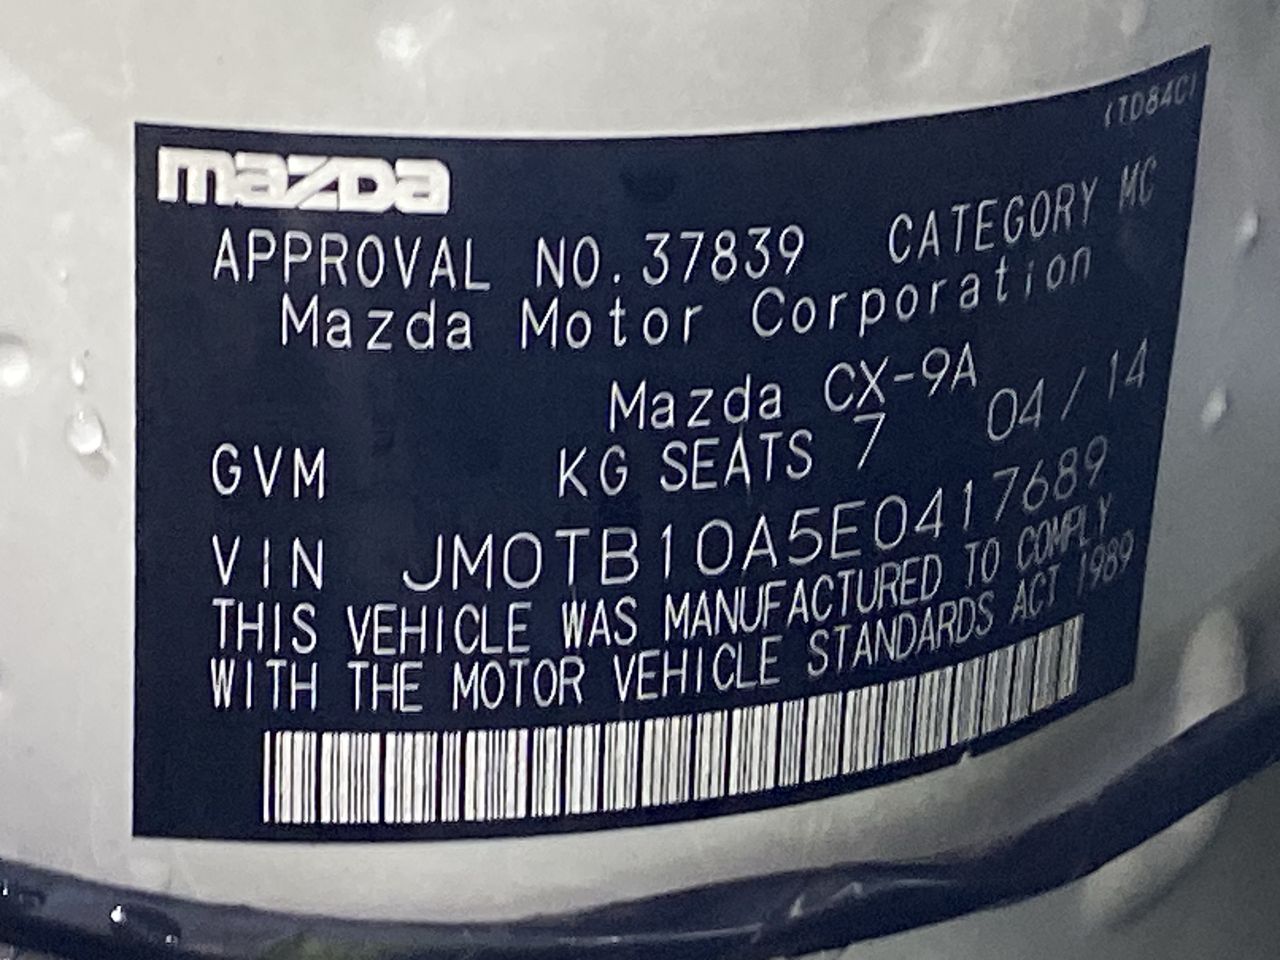 (TD84C)
mazda
APPROVAL NO.37839 CATEGORY MC
Mazda Motor Corporation
Mazda CX-9A 04/14
GVM KG SEATS 7
VIN JM0TB10A5E0417689
THIS VEHICLE WAS MANUFACTURED TO COMPLY
WITH THE MOTOR VEHICLE STANDARDS ACT 1989